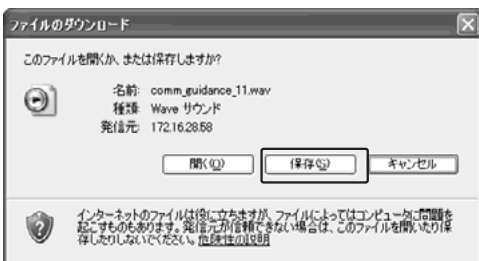 ファイルのダウンロード
このファイルを開くか、または保存しますか?
名前: comm_guidance_11.wav
種類: Wave サウンド
発信元: 172.16.28.58
開く(O) 保存(S) キャンセル
インターネットのファイルは役に立ちますが、ファイルによってはコンピュータに問題を
起こすものもあります。発信元が信頼できない場合は、このファイルを開いたり保
存したりしないでください。危険性の説明